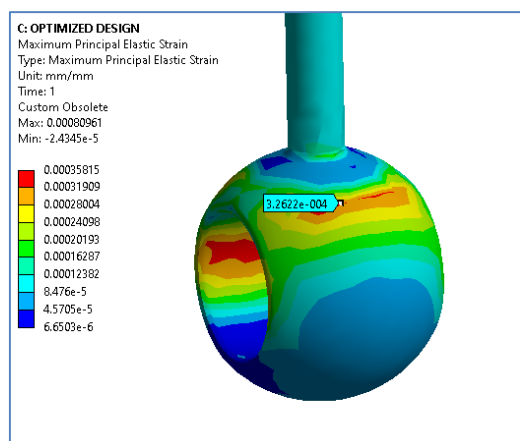 C: OPTIMIZED DESIGN
Maximum Principal Elastic Strain
Type: Maximum Principal Elastic Strain
Unit: mm/mm
Time: 1
Custom Obsolete
Max: 0.00080961
Min: -2.4345e-5
0.00035815
0.00031909
0.00028004
0.00024098
0.00020193
0.00016287
0.00012382
8.476e-5
4.5705e-5
6.6503e-6
3.2622e-004